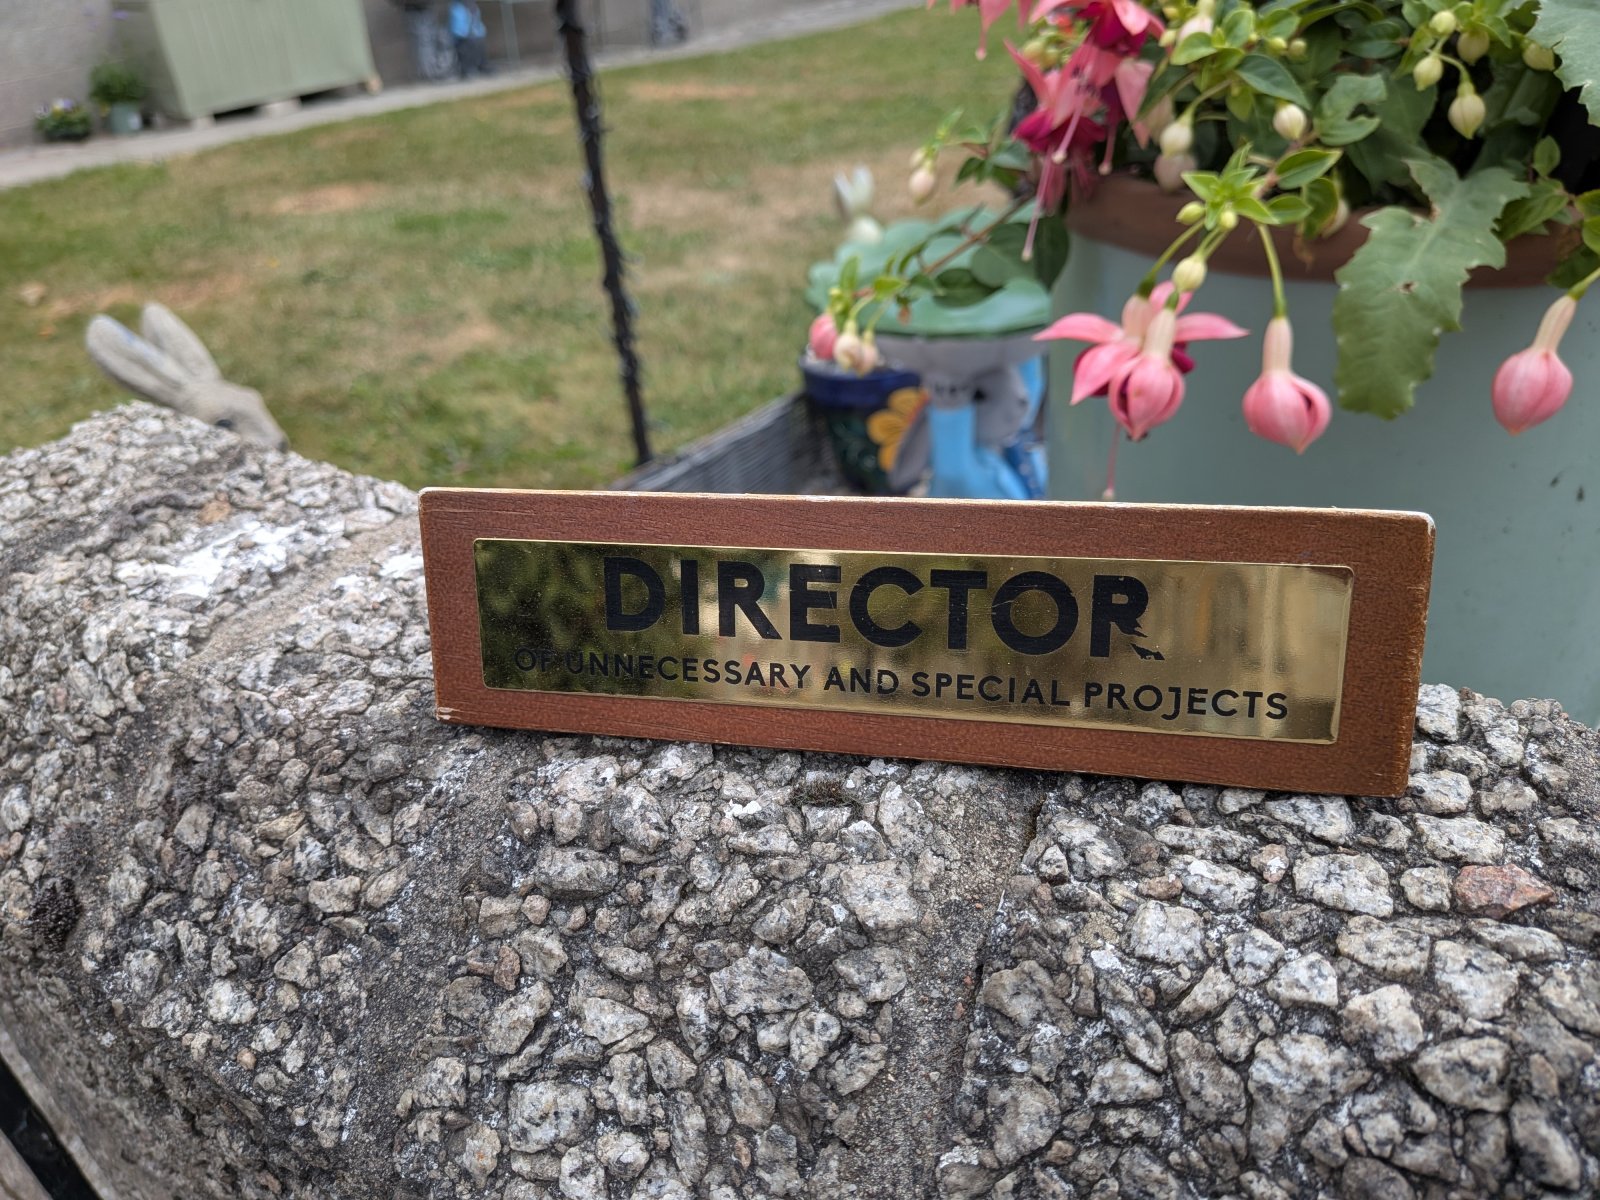 DIRECTOR
OF UNNECESSARY AND SPECIAL PROJECTS